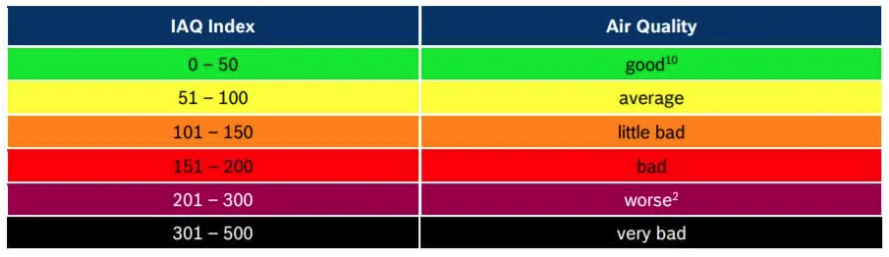 IAQ Index Air Quality
0 – 50 good¹⁰
51 – 100 average
101 – 150 little bad
151 – 200 bad
201 – 300 worse²
301 – 500 very bad